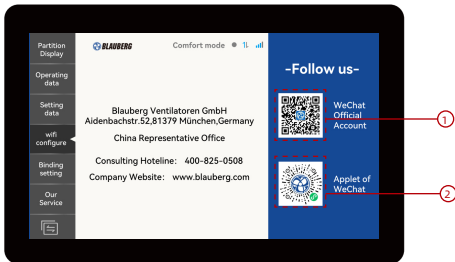 Partition
Display
Operating
data
Setting
data
wifi
configure
Binding
setting
Our
Service
BLAUBERG
Comfort mode
Blauberg Ventilatoren GmbH
Aidenbachstr.52,81379 München,Germany
China Representative Office
Consulting Hoteline: 400-825-0508
Company Website: www.blauberg.com
-Follow us-
WeChat
Official
Account
1
Applet of
WeChat
2